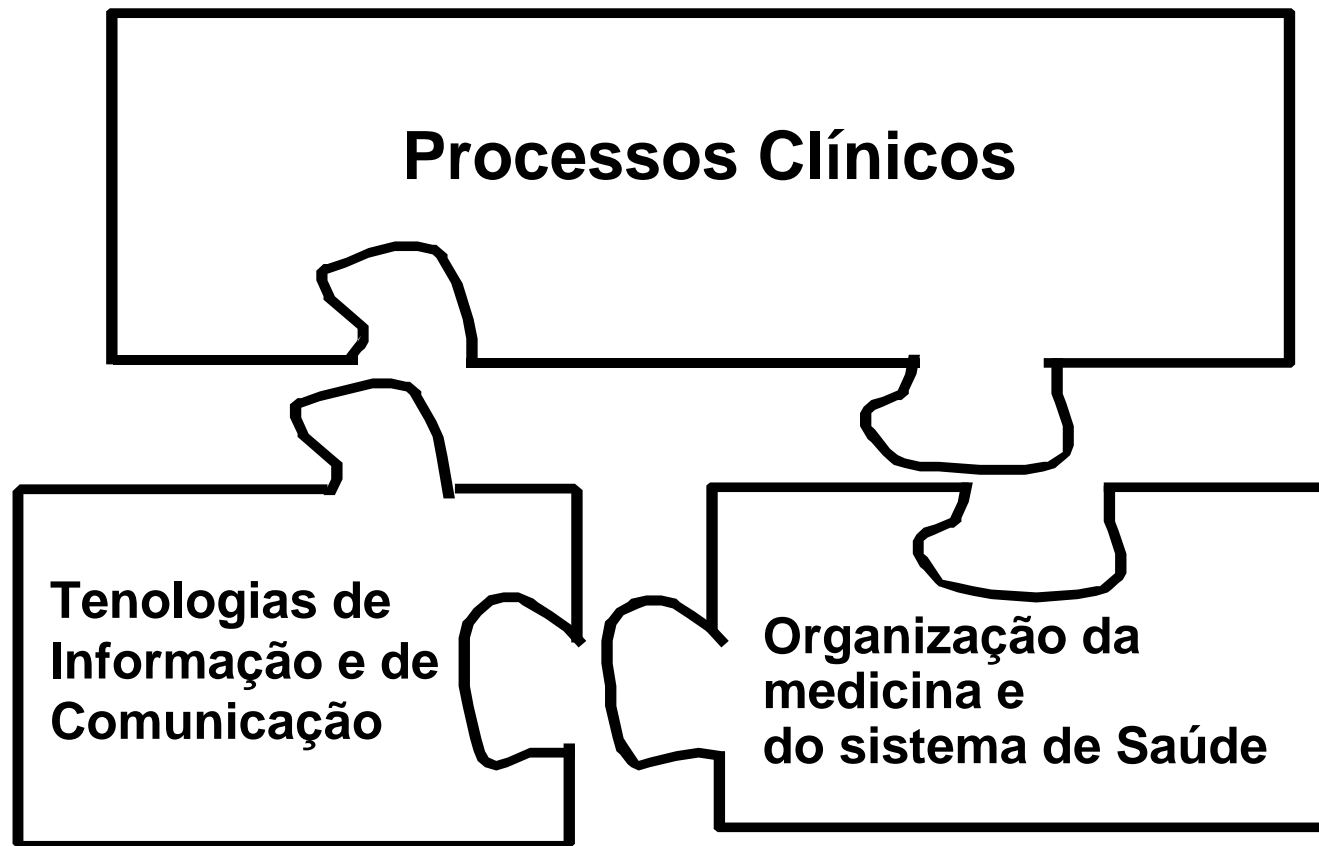 Processos Clínicos
Tenologias de
Informação e de
Comunicação
Organização da
medicina e
do sistema de Saúde